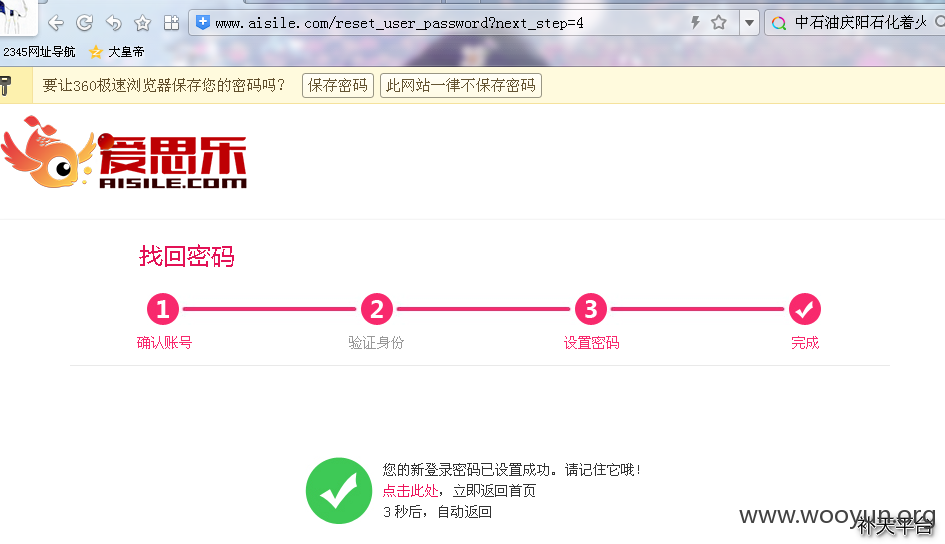 www.aisile.com/reset_user_password?next_step=4
中石油庆阳石化着火
2345网址导航
大皇帝
要让360极速浏览器保存您的密码吗？
保存密码
此网站一律不保存密码
爱思乐
AISILE.COM
找回密码
1
2
3
确认账号
验证身份
设置密码
完成
您的新登录密码已设置成功。请记住它哦！
点击此处，立即返回首页
3 秒后，自动返回
www.wooyun.org
补天平台